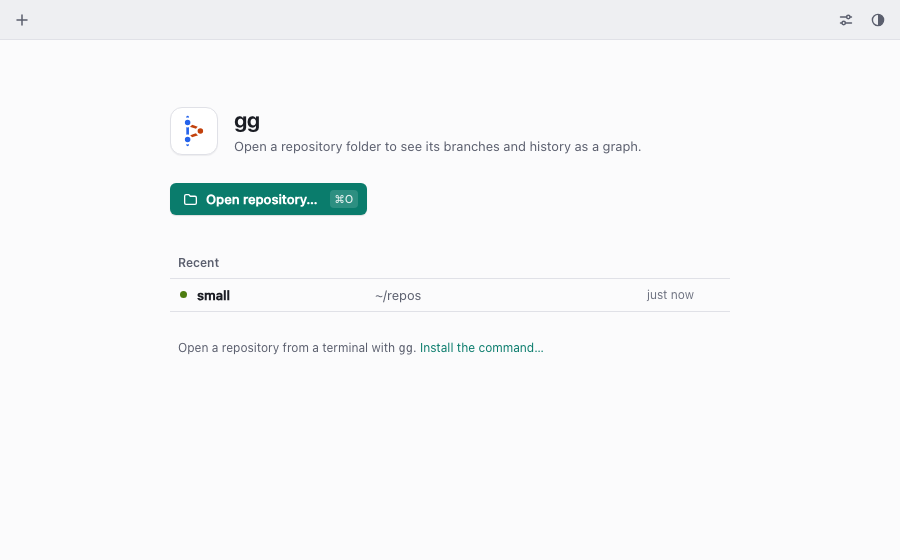 gg
Open a repository folder to see its branches and history as a graph.
Open repository... ⌘O
Recent
small ~/repos just now
Open a repository from a terminal with gg. Install the command...